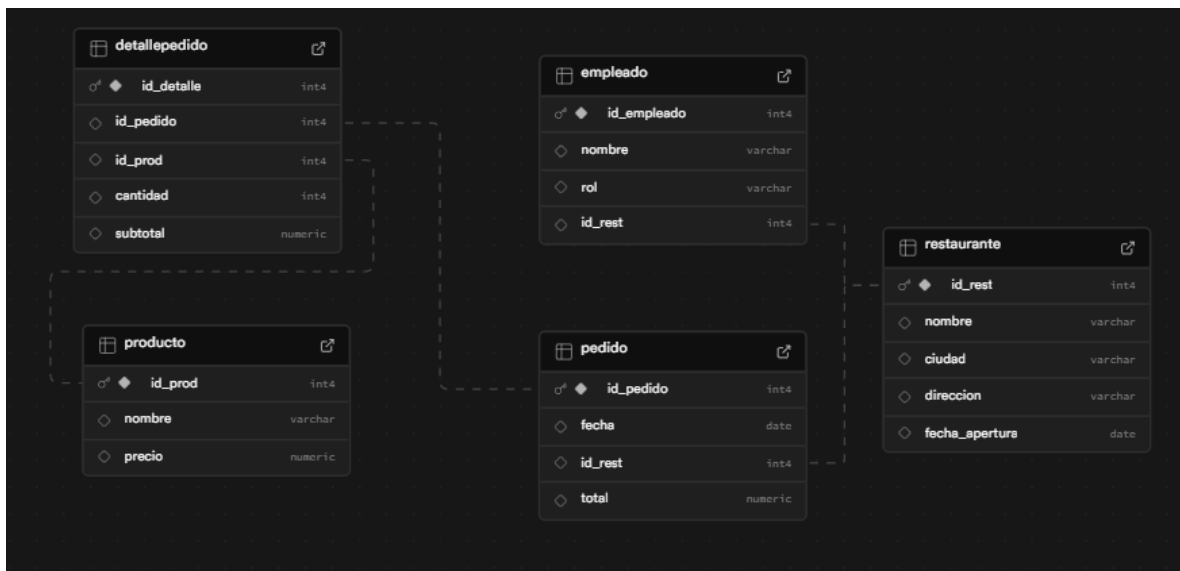 detallepedido
id_detalle int4
id_pedido int4
id_prod int4
cantidad int4
subtotal numeric
empleado
id_empleado int4
nombre varchar
rol varchar
id_rest int4
restaurante
id_rest int4
nombre varchar
ciudad varchar
direccion varchar
fecha_apertura date
producto
id_prod int4
nombre varchar
precio numeric
pedido
id_pedido int4
fecha date
id_rest int4
total numeric